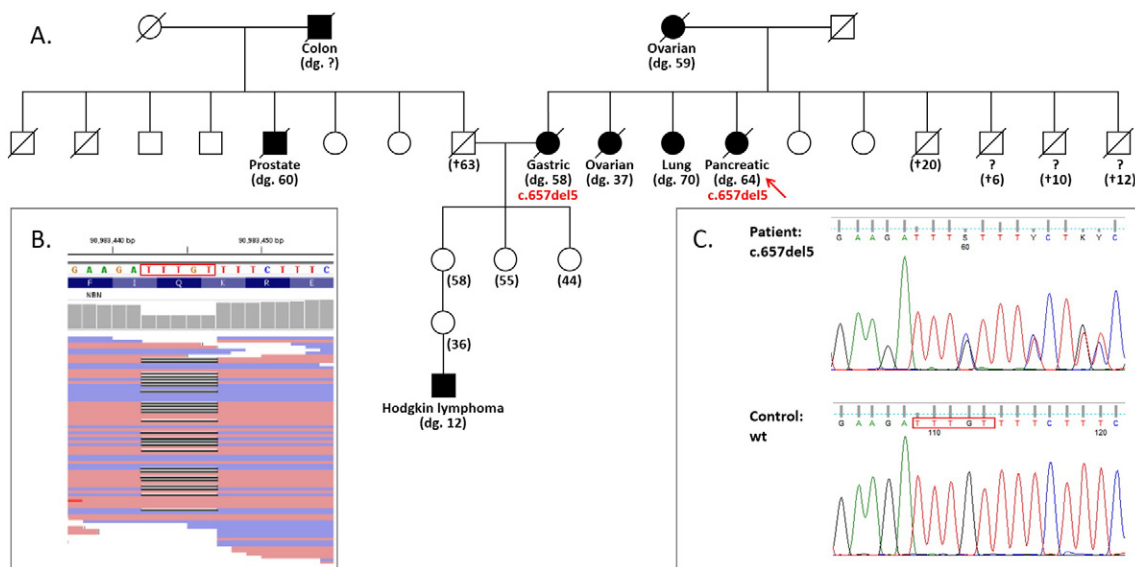 A.
Colon
(dg. ?)
Ovarian
(dg. 59)
Prostate
(dg. 60)
(†63)
Gastric
(dg. 58)
c.657del5
Ovarian
(dg. 37)
Lung
(dg. 70)
Pancreatic
(dg. 64)
c.657del5
(†20)
?
(†6)
?
(†10)
?
(†12)
(58)
(55)
(44)
(36)
Hodgkin lymphoma
(dg. 12)
B.
90,983,440 bp
90,983,450 bp
G A A G A T T T G T T T C T T T C
F I Q L R E
NBN
C.
Patient:
c.657del5
G A A G A T T T S T T T Y C T K Y C
60
Control:
wt
G A A G A T T T G T T T C T T T C
110
120